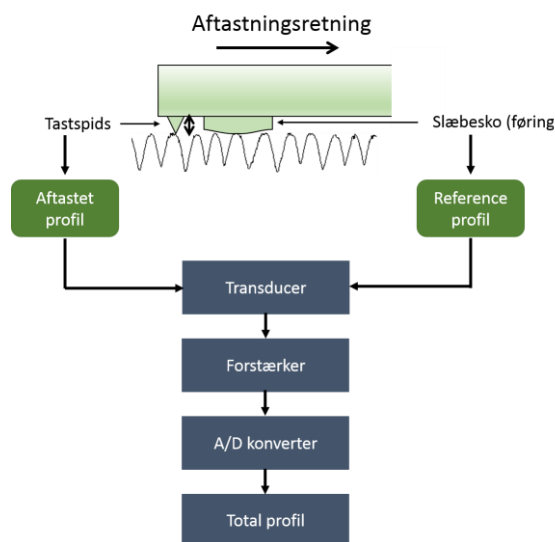 Aftastningsretning
Tastspids
Slæbesko (føring
Aftastet
profil
Reference
profil
Transducer
Forstærker
A/D konverter
Total profil